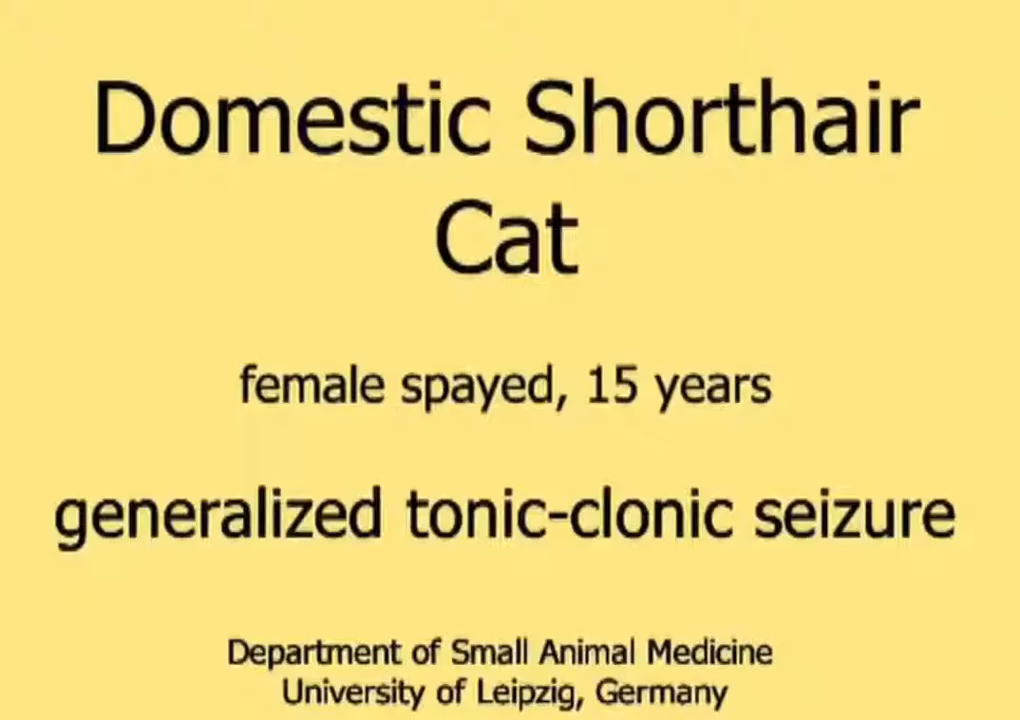 Domestic Shorthair
Cat
female spayed, 15 years
generalized tonic-clonic seizure
Department of Small Animal Medicine
University of Leipzig, Germany